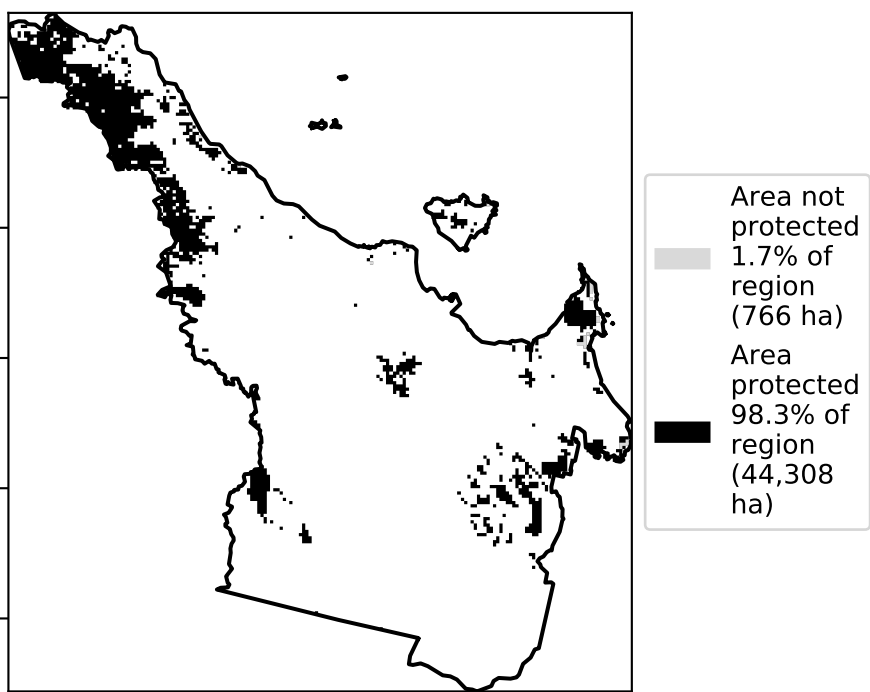 Area not
protected
1.7% of
region
(766 ha)
Area
protected
98.3% of
region
(44,308
ha)